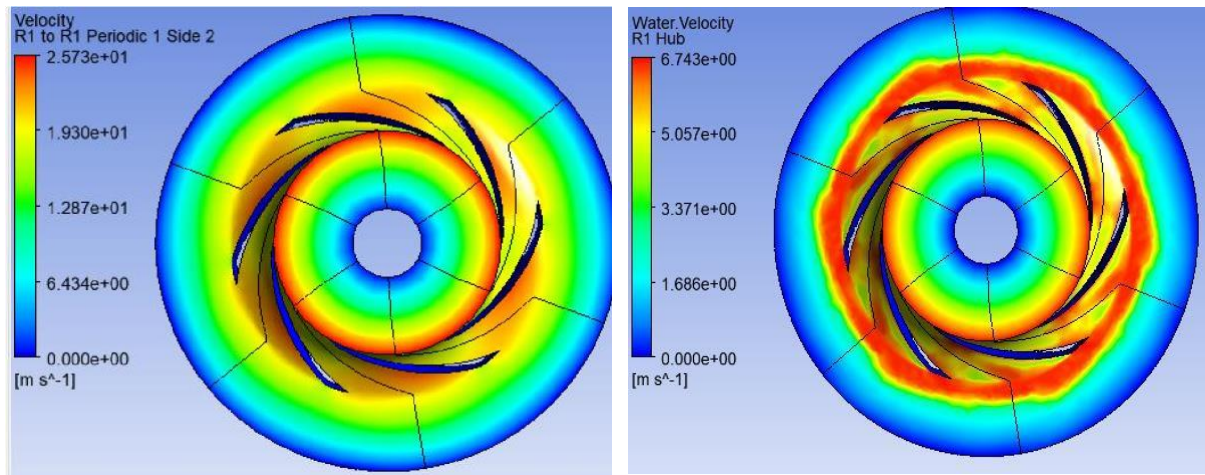 Velocity
R1 to R1 Periodic 1 Side 2
2.573e+01
1.930e+01
1.287e+01
6.434e+00
0.000e+00
[m s^-1]
Water.Velocity
R1 Hub
6.743e+00
5.057e+00
3.371e+00
1.686e+00
0.000e+00
[m s^-1]